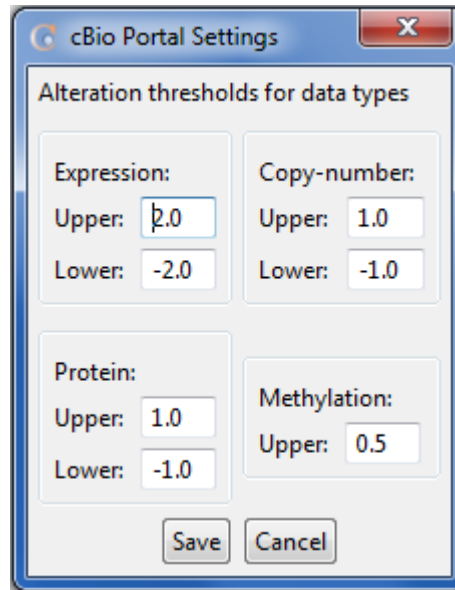 cBio Portal Settings
Alteration thresholds for data types
Expression:
Upper: 2.0
Lower: -2.0
Copy-number:
Upper: 1.0
Lower: -1.0
Protein:
Upper: 1.0
Lower: -1.0
Methylation:
Upper: 0.5
Save Cancel